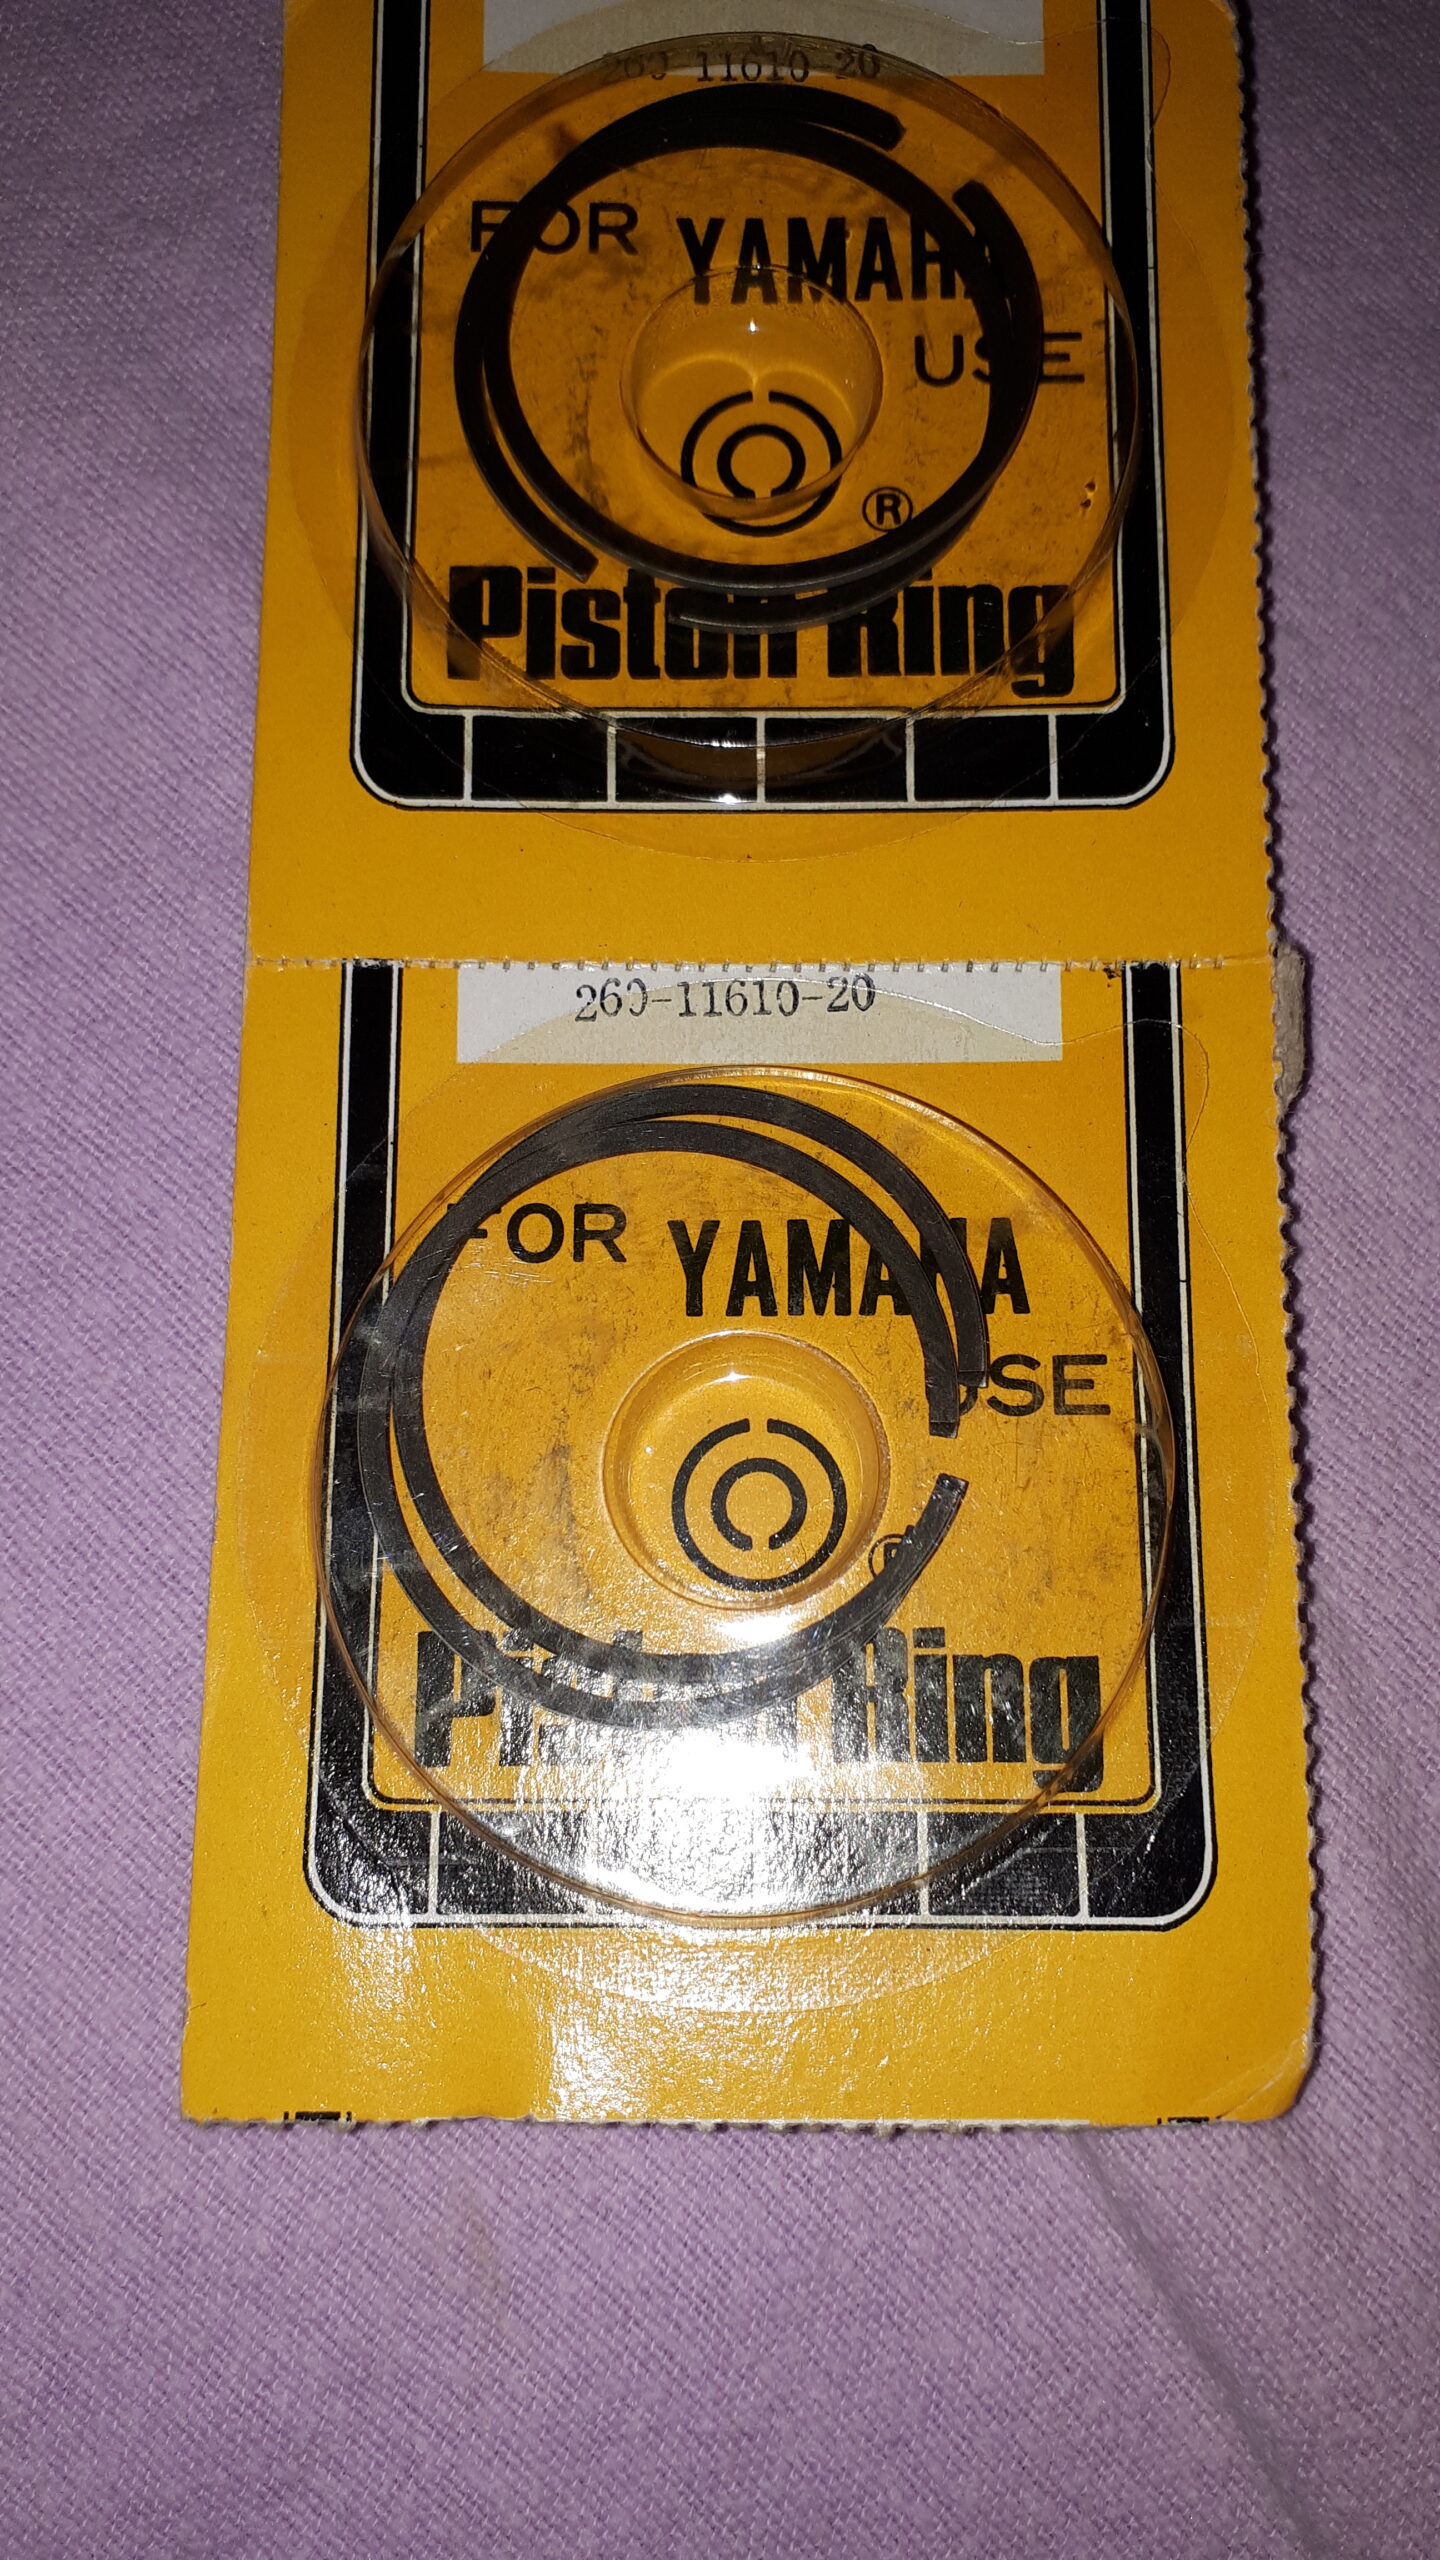 260-11610-20
FOR YAMAHA
USE
®
Piston Ring
260-11610-20
FOR YAMAHA
USE
®
Piston Ring